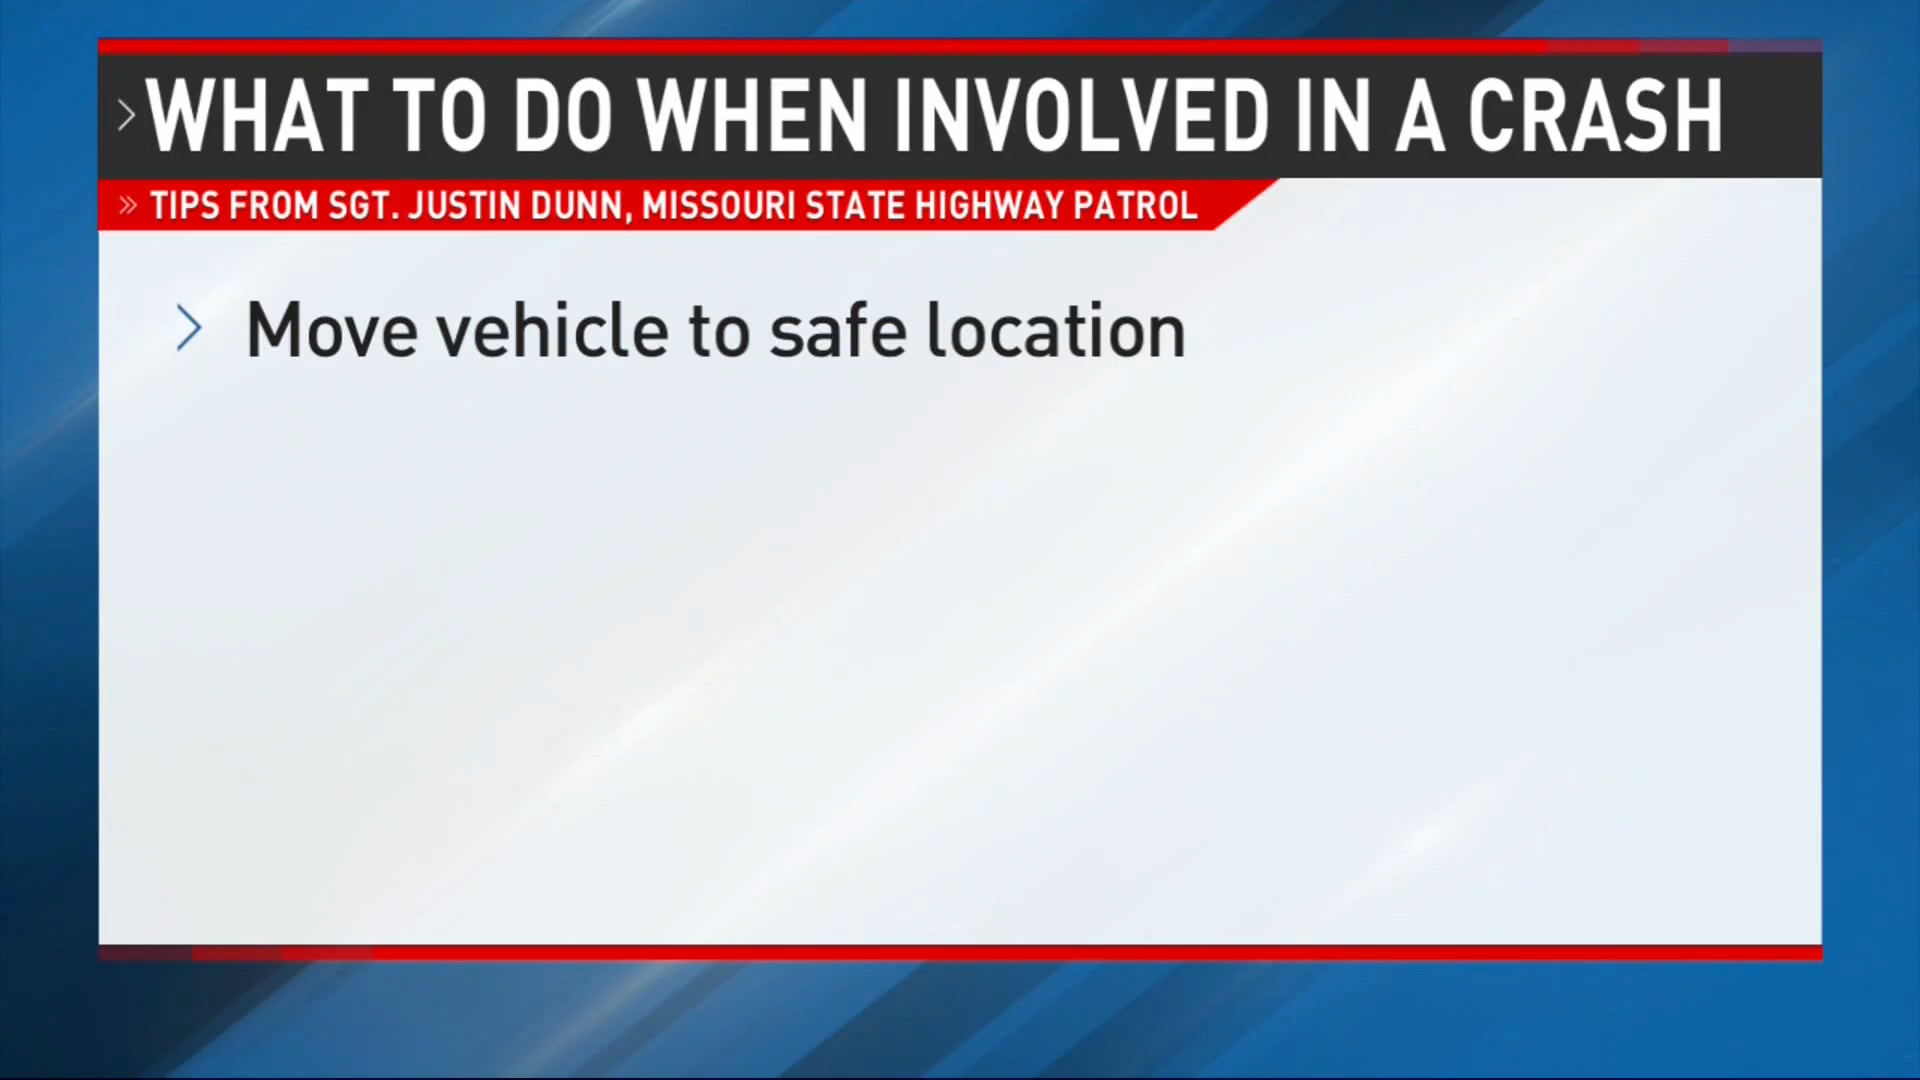 WHAT TO DO WHEN INVOLVED IN A CRASH
TIPS FROM SGT. JUSTIN DUNN, MISSOURI STATE HIGHWAY PATROL
Move vehicle to safe location